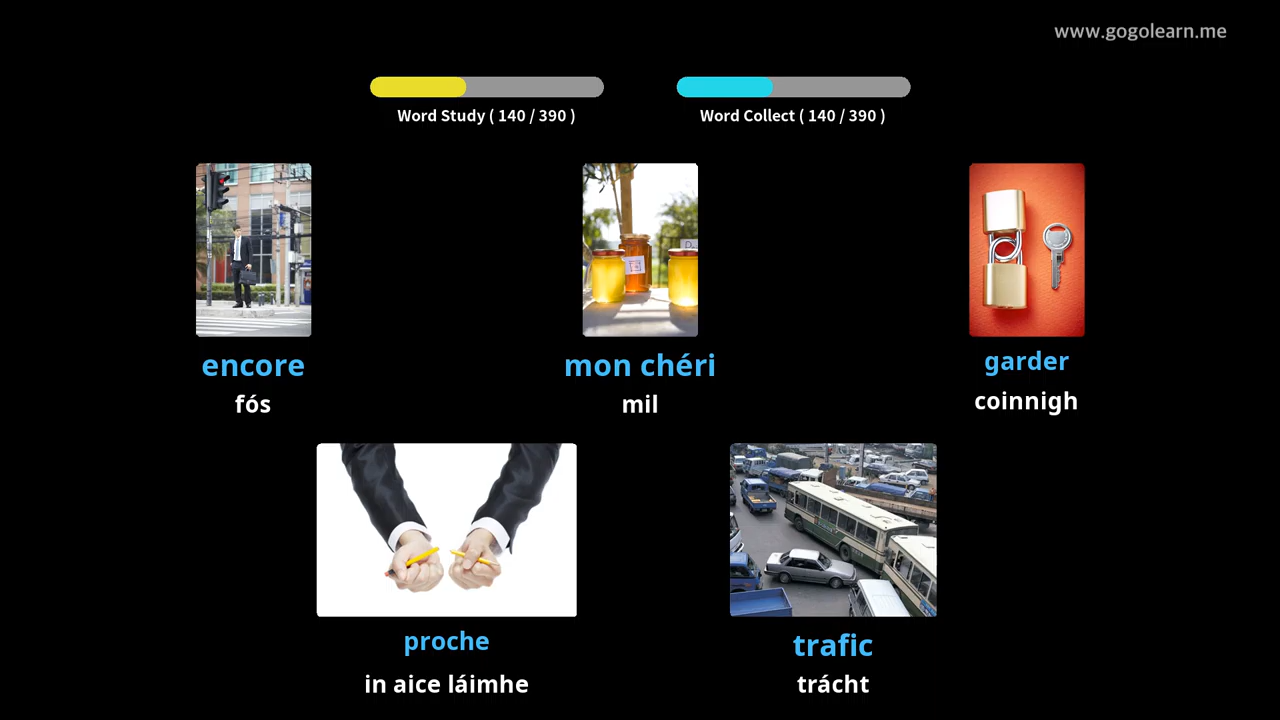 www.gogolearn.me
Word Study ( 140 / 390 )
Word Collect ( 140 / 390 )
encore
fós
mon chéri
mil
garder
coinnigh
proche
in aice láimhe
trafic
trácht